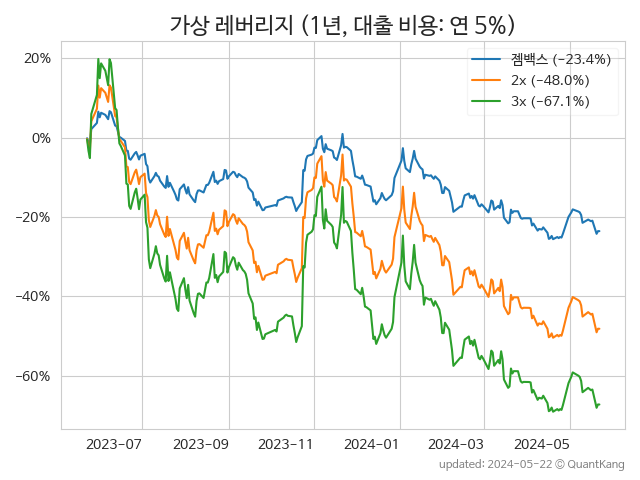 가상 레버리지 (1년, 대출 비용: 연 5%)
젬백스 (−23.4%)
2x (−48.0%)
3x (−67.1%)
20%
0%
−20%
−40%
−60%
2023-07
2023-09
2023-11
2024-01
2024-03
2024-05
updated: 2024-05-22 © QuantKang